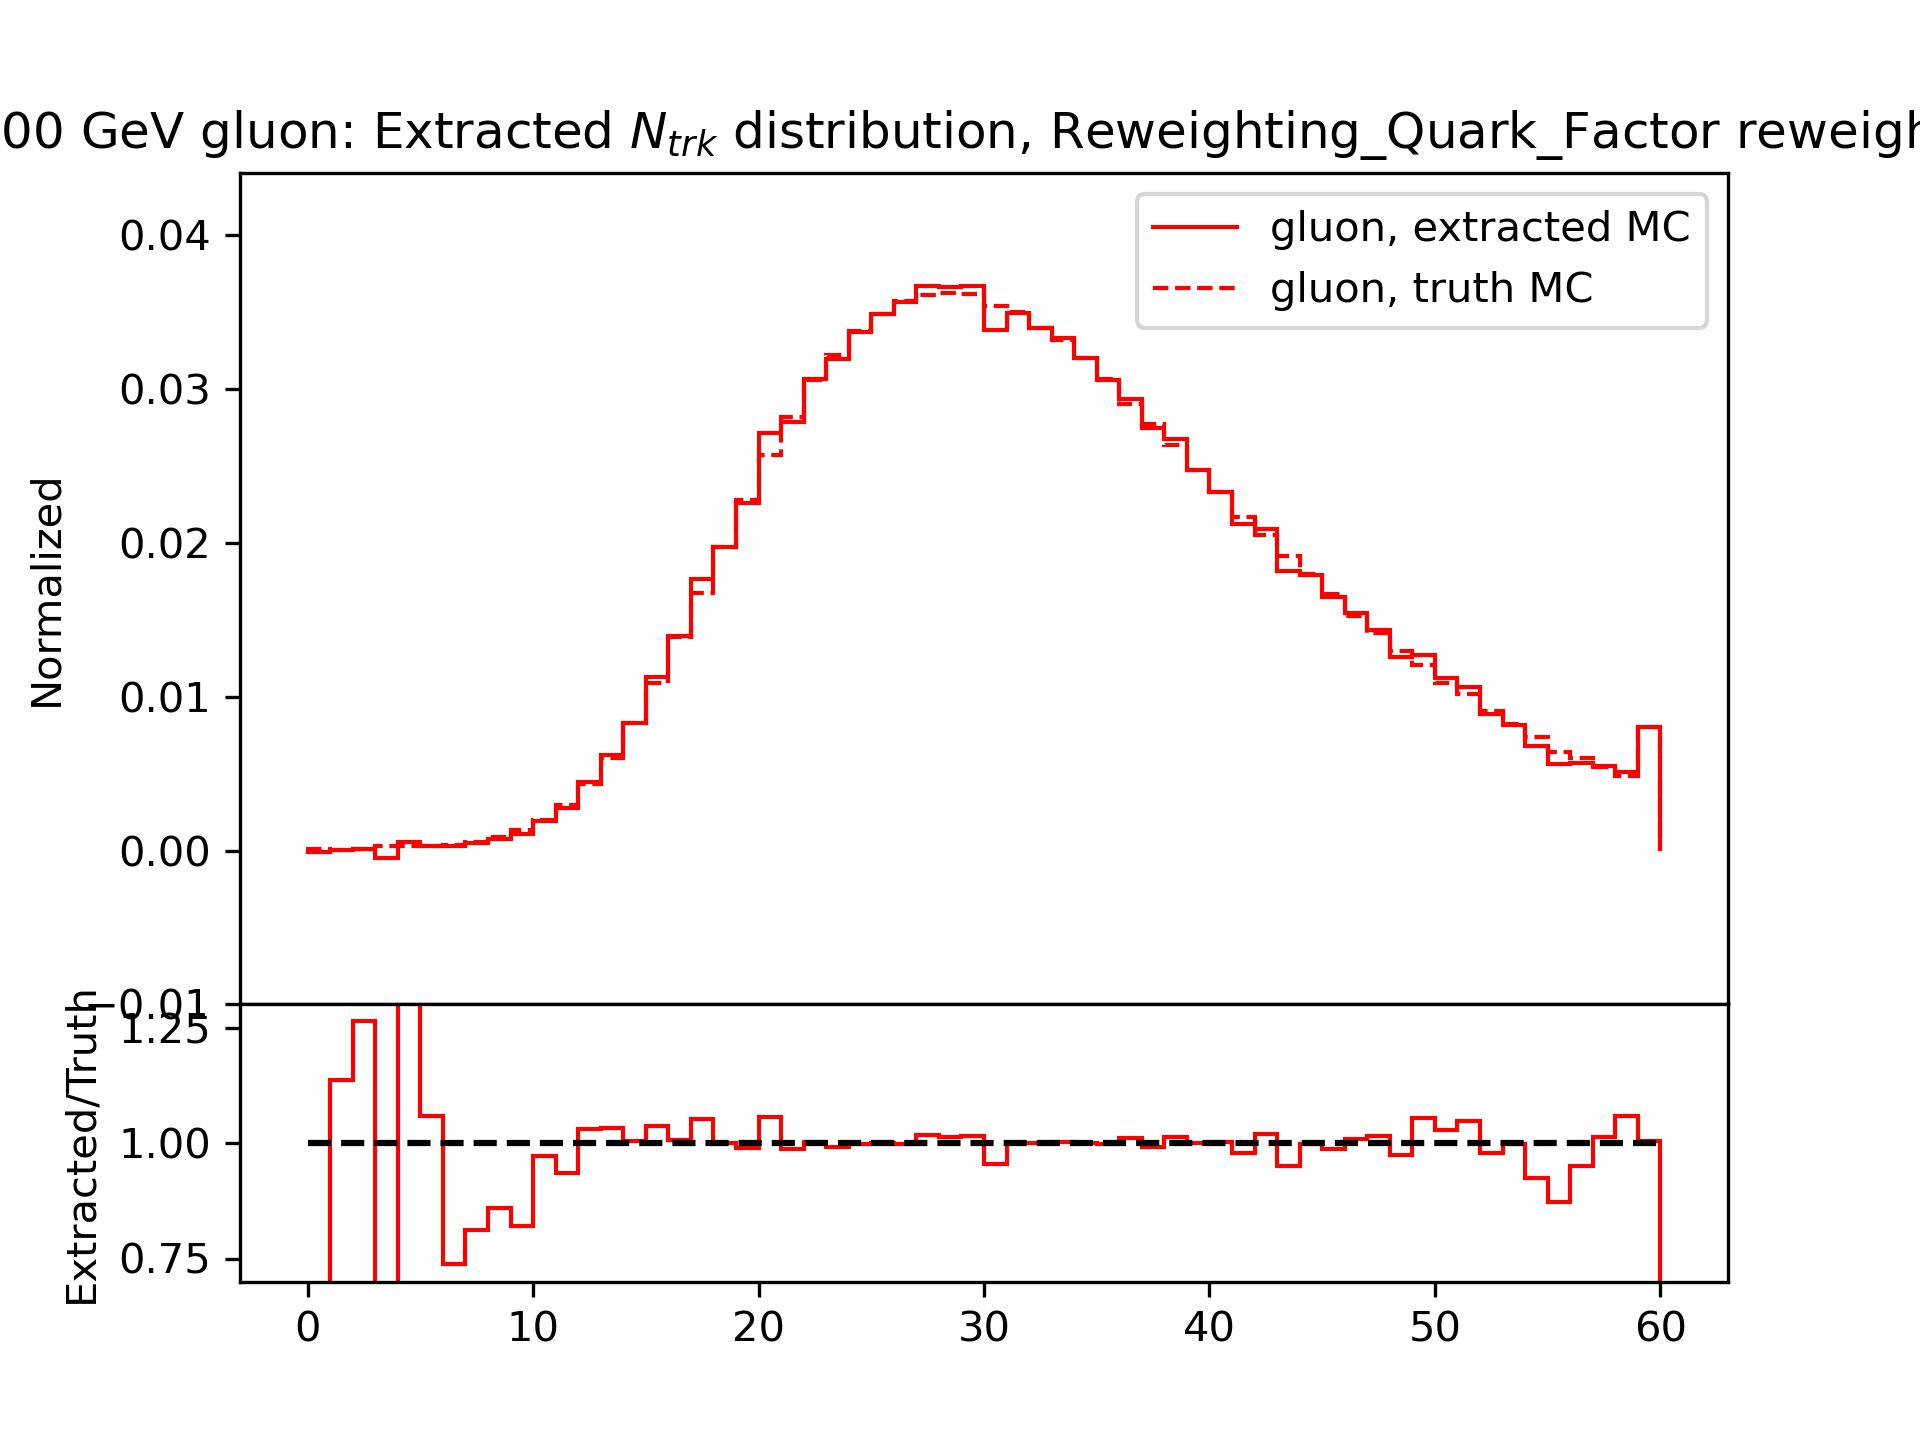 00 GeV gluon: Extracted N_trk distribution, Reweighting_Quark_Factor
gluon, extracted MC
gluon, truth MC
Normalized
0.04
0.03
0.02
0.01
0.00
−0.01
Extracted/Truth
1.25
1.00
0.75
0 10 20 30 40 50 60